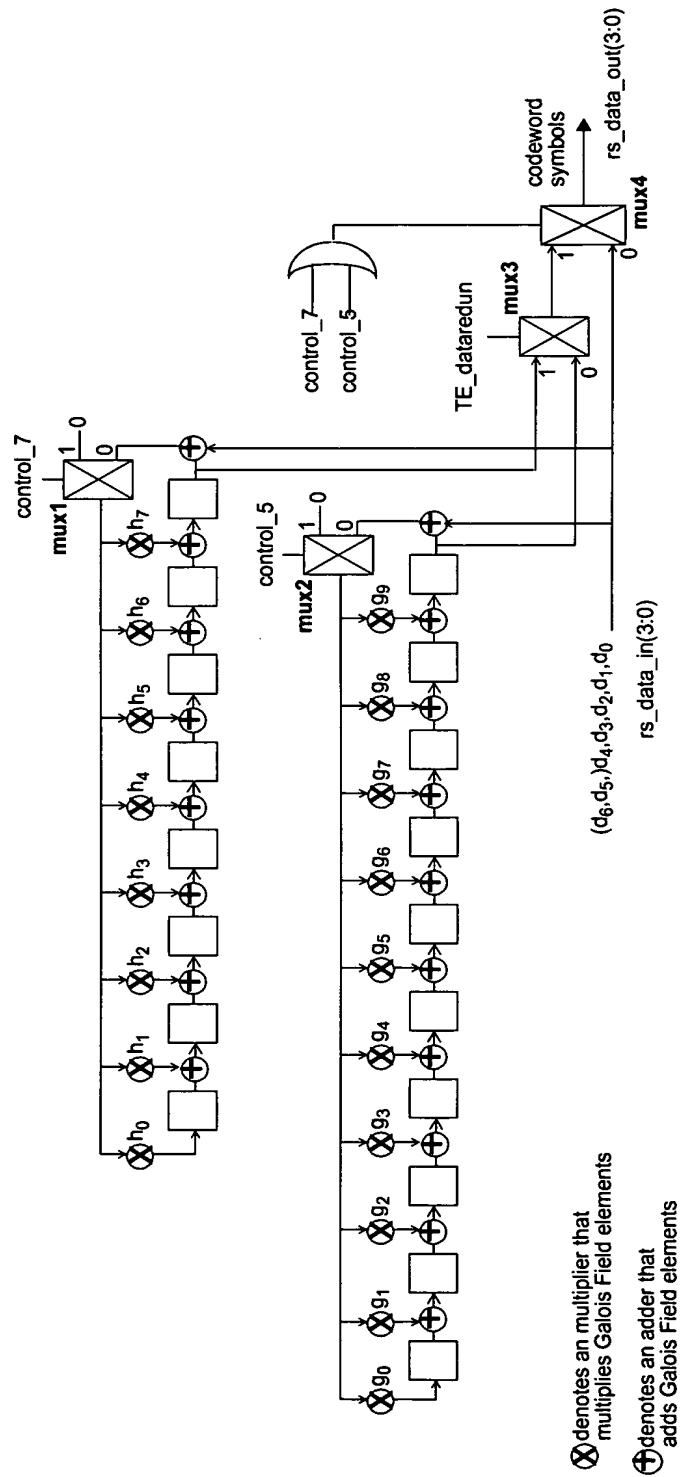 control_7
1
0
0
mux1
h0
h1
h2
h3
h4
h5
h6
h7
control_5
1
0
0
mux2
g0
g1
g2
g3
g4
g5
g6
g7
g8
g9
control_7
control_5
TE_dataredun
mux3
1
0
1
0
mux4
codeword
symbols
rs_data_out(3:0)
(d6,d5,)d4,d3,d2,d1,d0
rs_data_in(3:0)
denotes an multiplier that
multiplies Galois Field elements
denotes an adder that
adds Galois Field elements